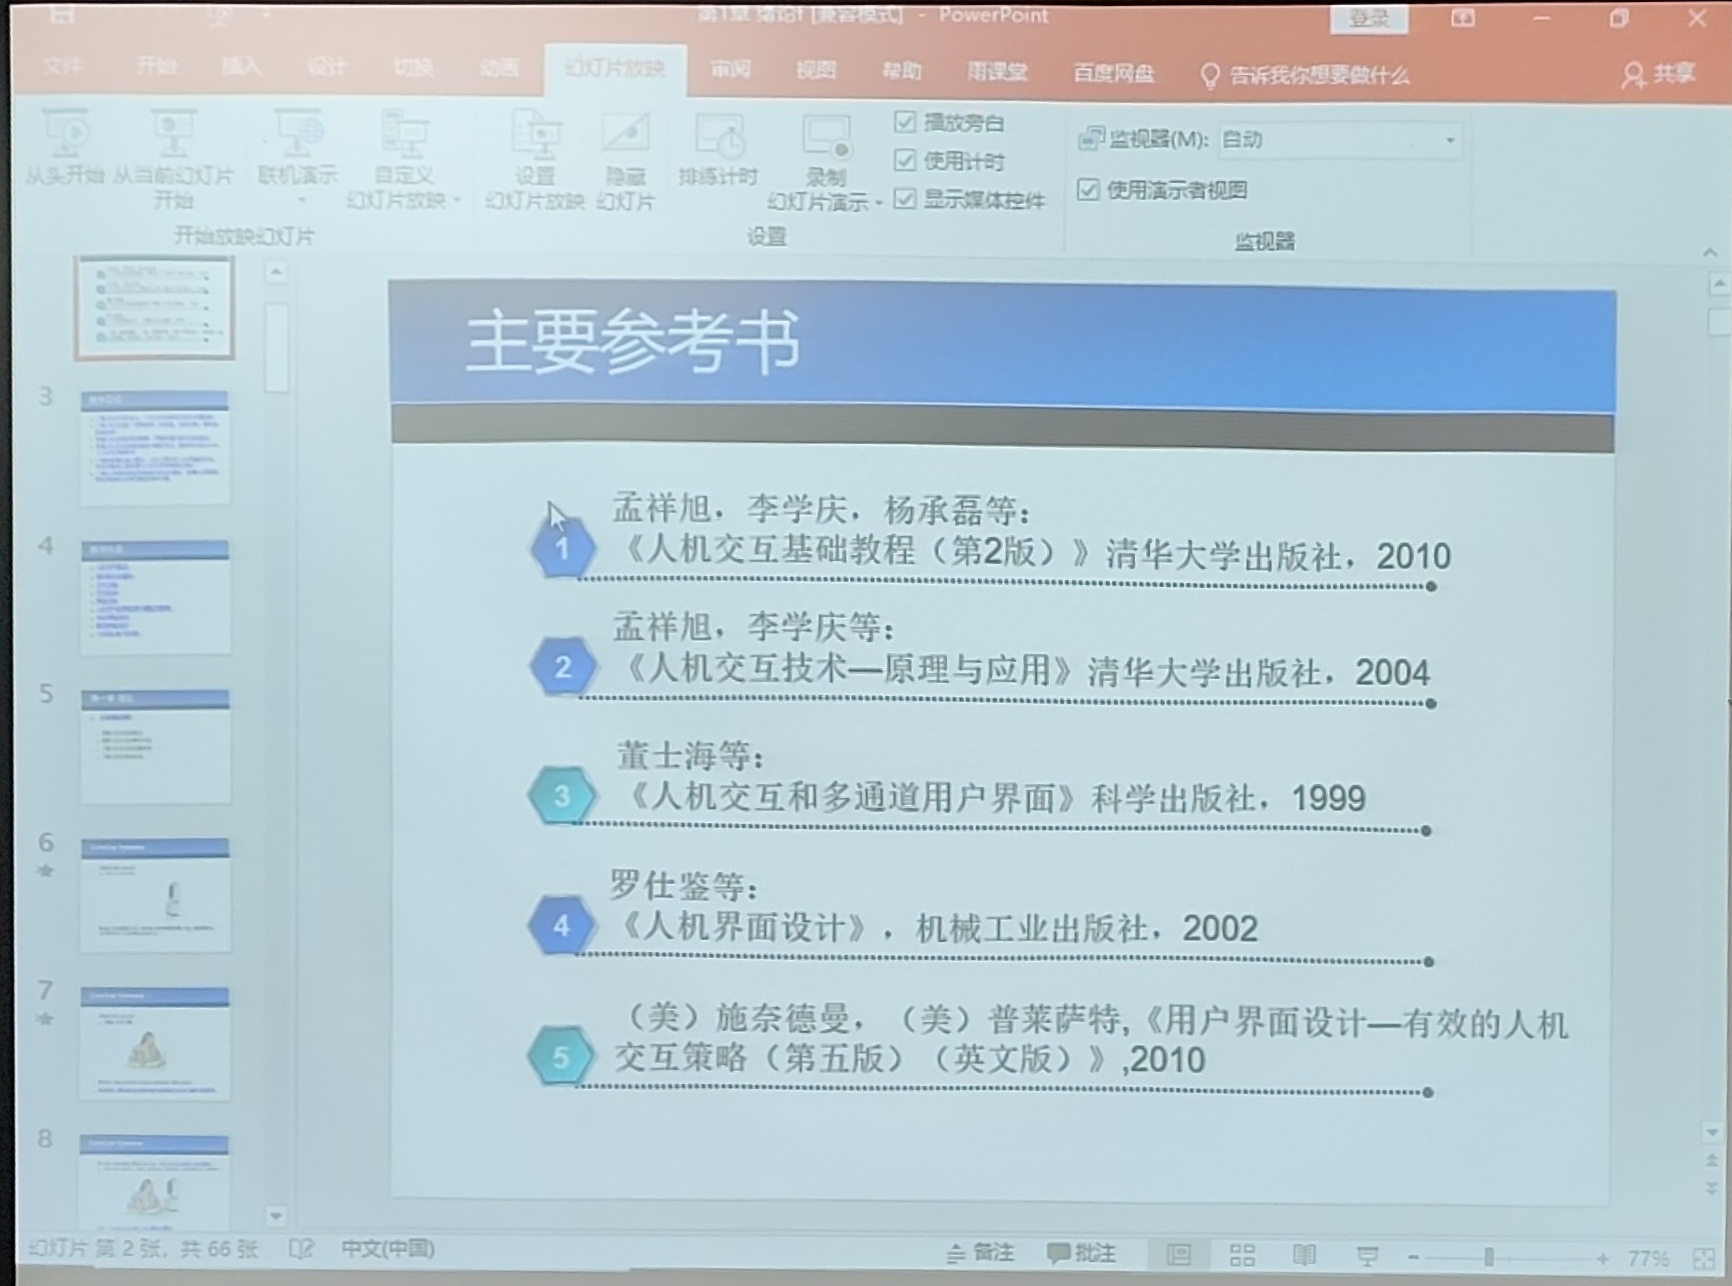 第1章 绪论f [兼容模式] - PowerPoint
登录
文件 开始 插入 设计 切换 动画 幻灯片放映 审阅 视图 帮助 雨课堂 百度网盘 告诉我你想要做什么 共享
从头开始
从当前幻灯片
开始
联机演示
自定义
幻灯片放映
开始放映幻灯片
设置
幻灯片放映
隐藏
幻灯片
排练计时
录制
幻灯片演示
播放旁白
使用计时
显示媒体控件
设置
监视器(M): 自动
使用演示者视图
监视器
3
4
5
6
7
8
主要参考书
1
孟祥旭，李学庆，杨承磊等：
《人机交互基础教程（第2版）》清华大学出版社，2010
2
孟祥旭，李学庆等：
《人机交互技术—原理与应用》清华大学出版社，2004
3
董士海等：
《人机交互和多通道用户界面》科学出版社，1999
4
罗仕鉴等：
《人机界面设计》，机械工业出版社，2002
5
（美）施奈德曼，（美）普莱萨特,《用户界面设计—有效的人机
交互策略（第五版）（英文版）》,2010
幻灯片 第 2 张，共 66 张 中文(中国) 备注 批注 77%